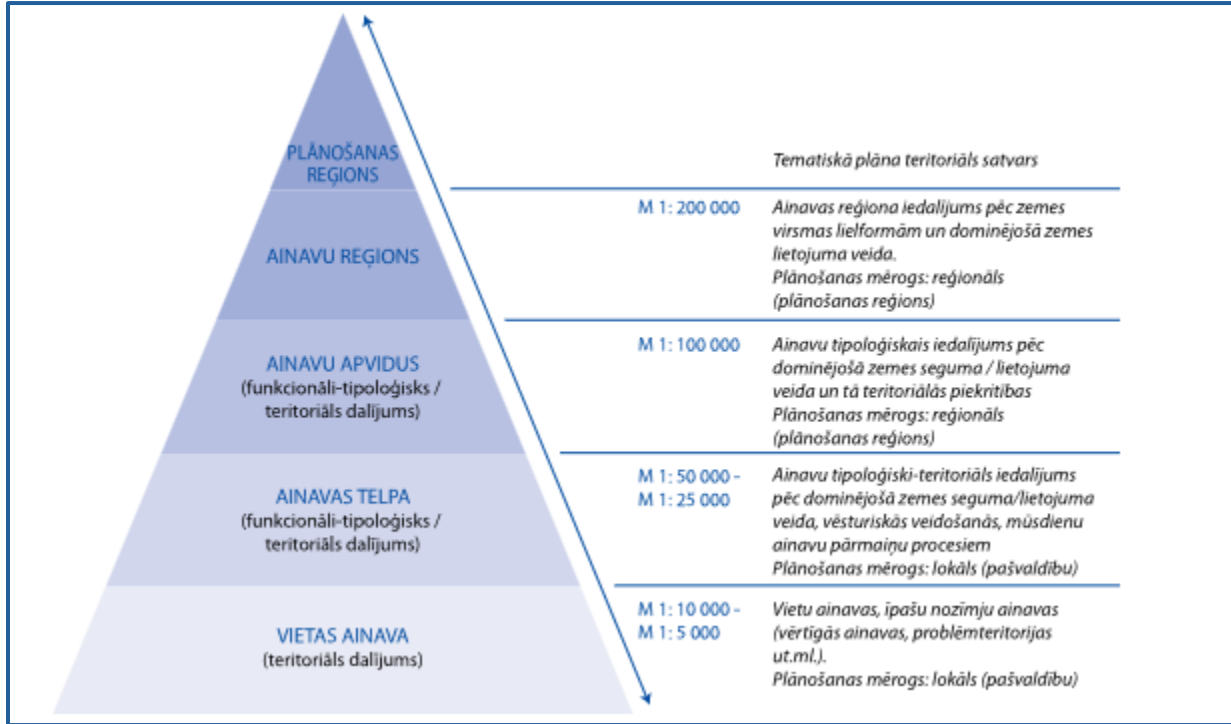 PLĀNOŠANAS
REĢIONS
Tematiskā plāna teritoriāls satvars
AINAVU REĢIONS
M 1: 200 000
Ainavas reģiona iedalījums pēc zemes
virsmas lielformām un dominējošā zemes
lietojuma veida.
Plānošanas mērogs: reģionāls
(plānošanas reģions)
AINAVU APVIDUS
(funkcionāli-tipoloģisks /
teritoriāls dalījums)
M 1: 100 000
Ainavu tipoloģiskais iedalījums pēc
dominējošā zemes seguma / lietojuma
veida un tā teritoriālās piekritības
Plānošanas mērogs: reģionāls
(plānošanas reģions)
AINAVAS TELPA
(funkcionāli-tipoloģisks /
teritoriāls dalījums)
M 1: 50 000 -
M 1: 25 000
Ainavu tipoloģiski-teritoriāls iedalījums
pēc dominējošā zemes seguma/lietojuma
veida, vēsturiskās veidošanās, mūsdienu
ainavu pārmaiņu procesiem
Plānošanas mērogs: lokāls (pašvaldību)
VIETAS AINAVA
(teritoriāls dalījums)
M 1: 10 000 -
M 1: 5 000
Vietu ainavas, īpašu nozīmju ainavas
(vērtīgās ainavas, problēmteritorijas
ut.ml.).
Plānošanas mērogs: lokāls (pašvaldību)